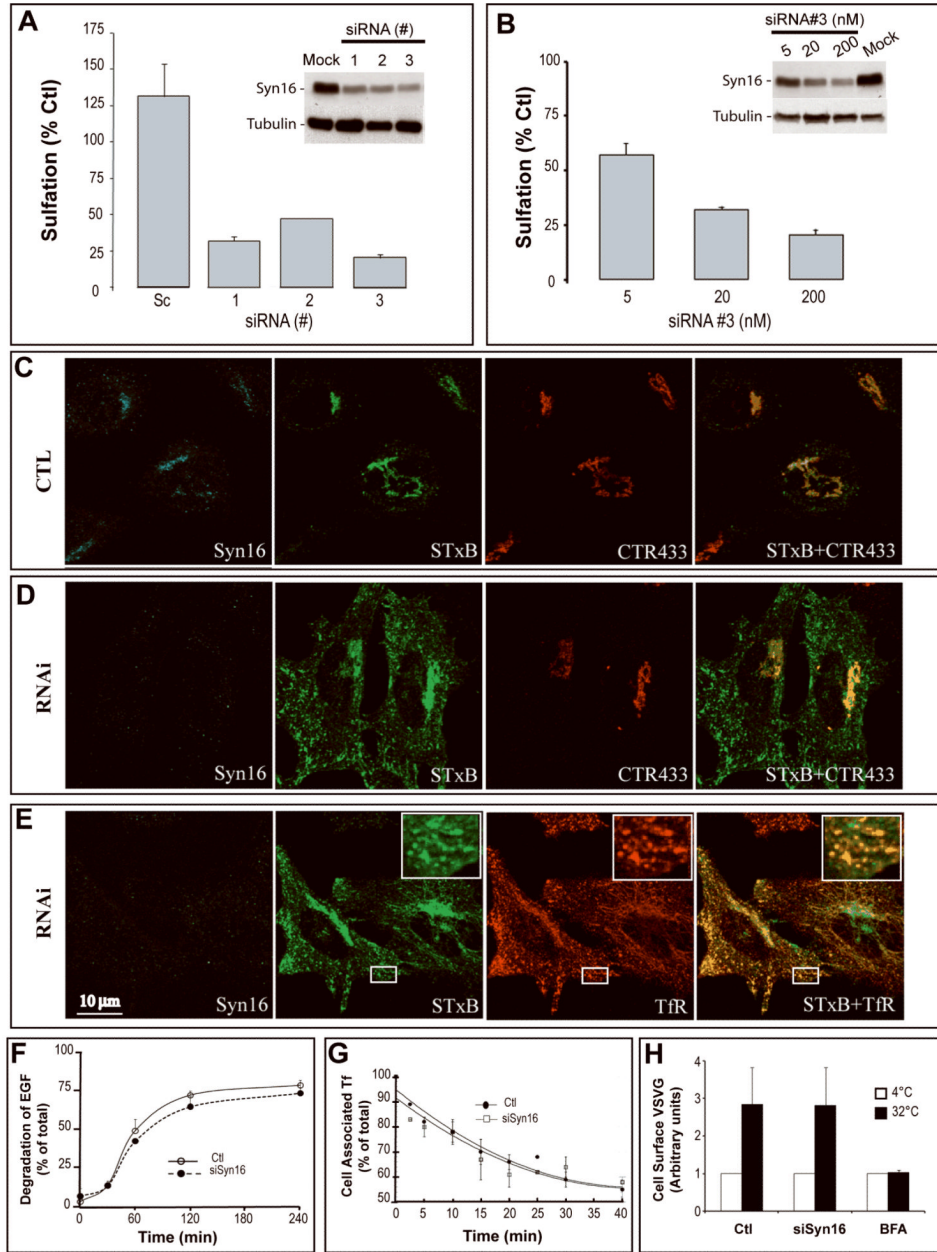 A
siRNA (#)
Mock 1 2 3
Syn16 -
Tubulin -
Sulfation (% Ctl)
175
150
125
100
75
50
25
0
Sc 1 2 3
siRNA (#)
B
siRNA#3 (nM)
5 20 200 Mock
Syn16 -
Tubulin -
Sulfation (% Ctl)
100
75
50
25
0
5 20 200
siRNA #3 (nM)
C
CTL
Syn16
STxB
CTR433
STxB+CTR433
D
RNAi
Syn16
STxB
CTR433
STxB+CTR433
E
RNAi
10 µm
Syn16
STxB
TfR
STxB+TfR
F
Degradation of EGF
(% of total)
100
75
50
25
0
Ctl
siSyn16
0 60 120 180 240
Time (min)
G
Cell Associated Tf
(% of total)
100
90
80
70
60
50
Ctl
siSyn16
0 5 10 15 20 25 30 35 40
Time (min)
H
Cell Surface VSVG
(Arbitrary units)
4
3
2
1
0
4°C
32°C
Ctl siSyn16 BFA